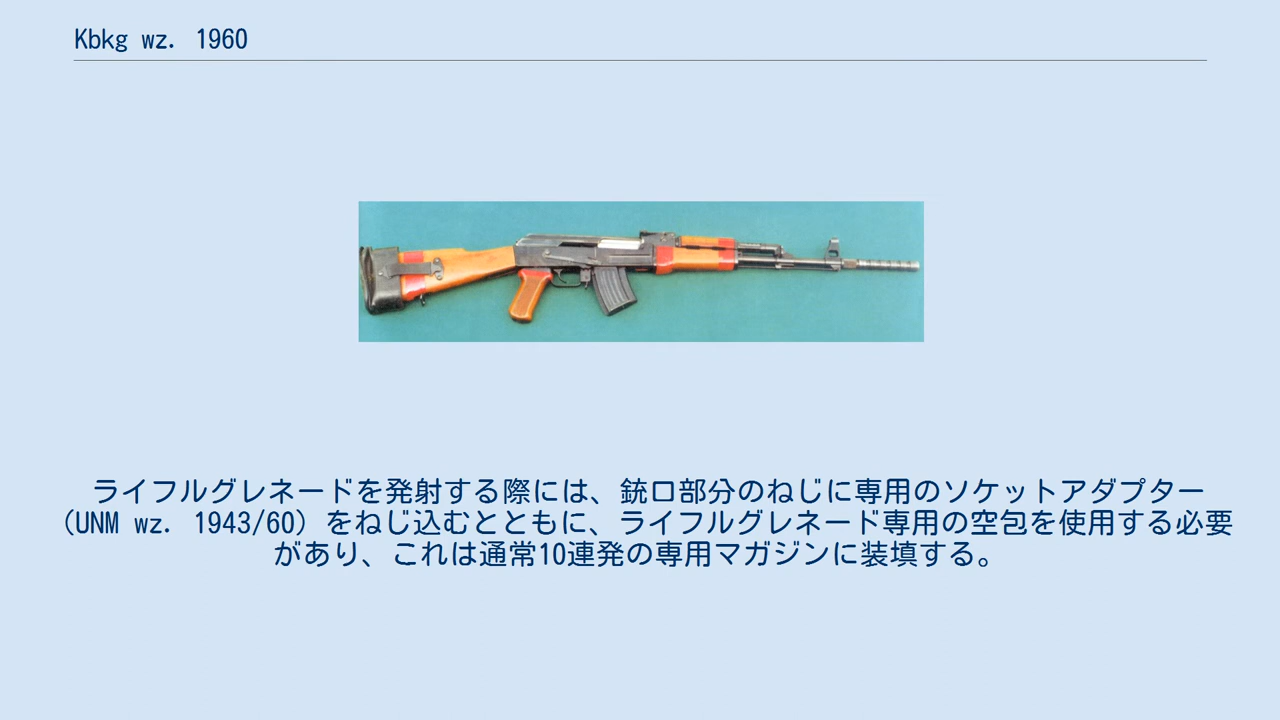 Kbkg wz. 1960
ライフルグレネードを発射する際には、銃口部分のねじに専用のソケットアダプター
(UNM wz. 1943/60) をねじ込むとともに、ライフルグレネード専用の空包を使用する必要
があり、これは通常10連発の専用マガジンに装填する。